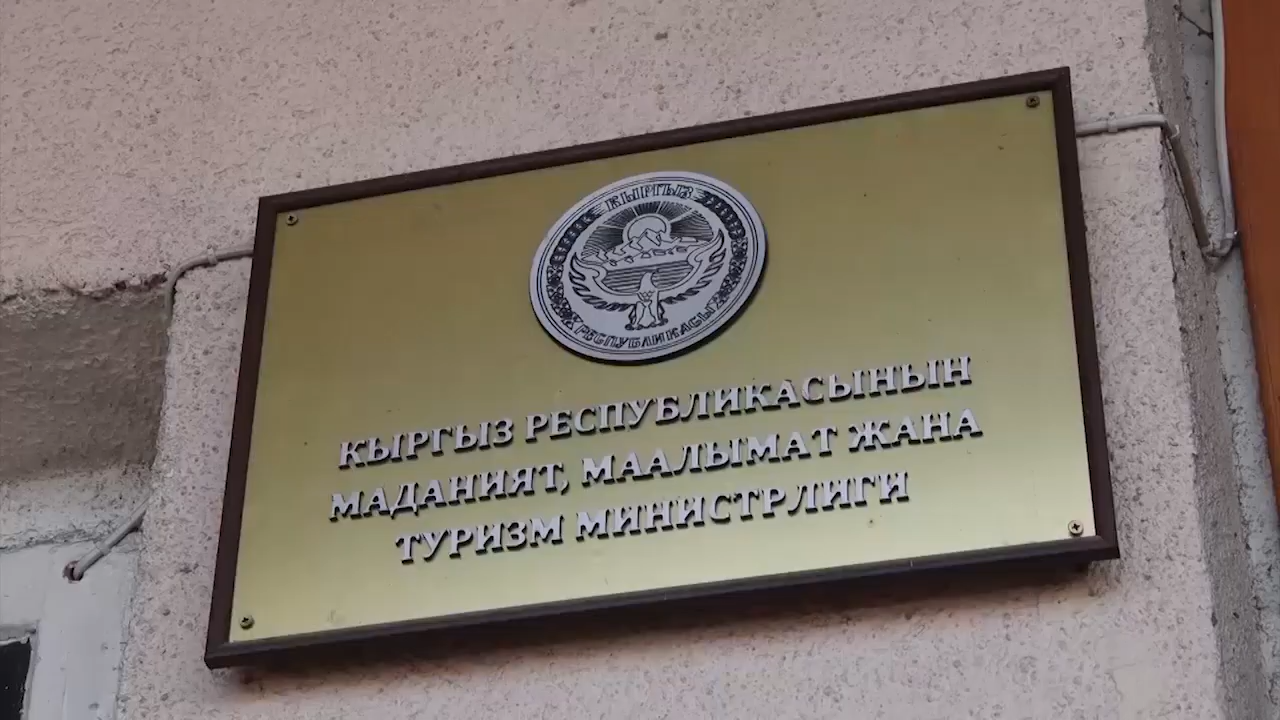 КЫРГЫЗ
РЕСПУБЛИКАСЫ
КЫРГЫЗ РЕСПУБЛИКАСЫНЫН
МАДАНИЯТ, МААЛЫМАТ ЖАНА
ТУРИЗМ МИНИСТРЛИГИ